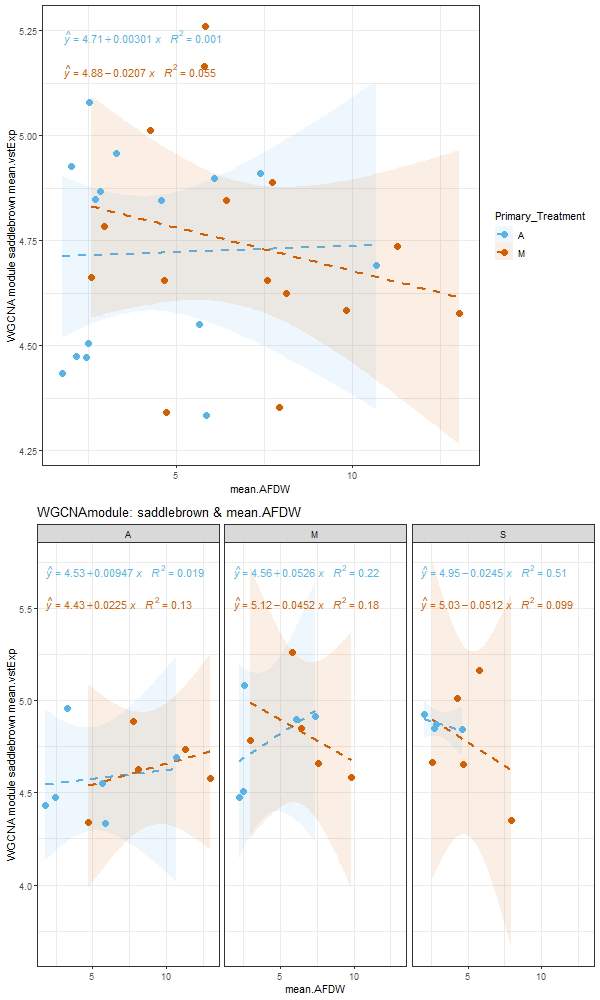 5.25
5.00
4.75
4.50
4.25
WGCNA module saddlebrown mean.vstExp
ŷ = 4.71 + 0.00301 x   R² = 0.001
ŷ = 4.88 − 0.0207 x   R² = 0.055
5
10
mean.AFDW
Primary_Treatment
A
M
WGCNAmodule: saddlebrown & mean.AFDW
A
M
S
ŷ = 4.53 + 0.00947 x   R² = 0.019
ŷ = 4.43 + 0.0225 x   R² = 0.13
ŷ = 4.56 + 0.0526 x   R² = 0.22
ŷ = 5.12 − 0.0452 x   R² = 0.18
ŷ = 4.95 − 0.0245 x   R² = 0.51
ŷ = 5.03 − 0.0512 x   R² = 0.099
5.5
5.0
4.5
4.0
WGCNA module saddlebrown mean.vstExp
5
10
5
10
5
10
mean.AFDW